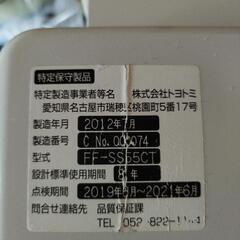 特定保守製品
特定製造事業者等名 株式会社トヨトミ
愛知県名古屋市瑞穂区桃園町5番17号
製造年月 2012年7月
製造番号 C No.000074
型式 FF-SS55CT
設計標準使用期間 8年
点検期間 2019年9月～2021年6月
問合せ連絡先 品質保証課
TEL 052-822-1144